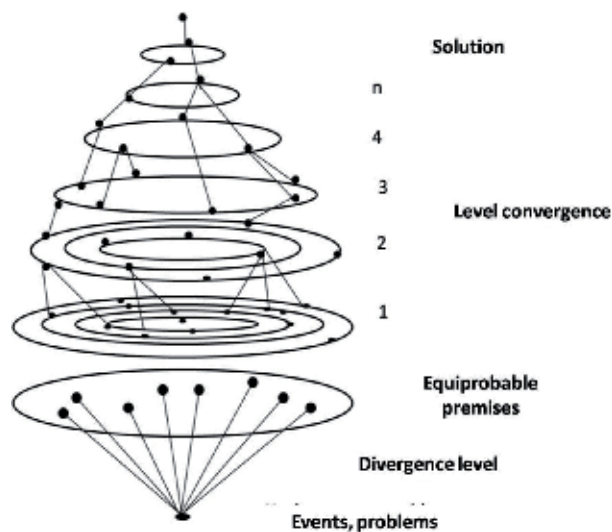 Solution
n
4
3
Level convergence
2
1
Equiprobable
premises
Divergence level
Events, problems